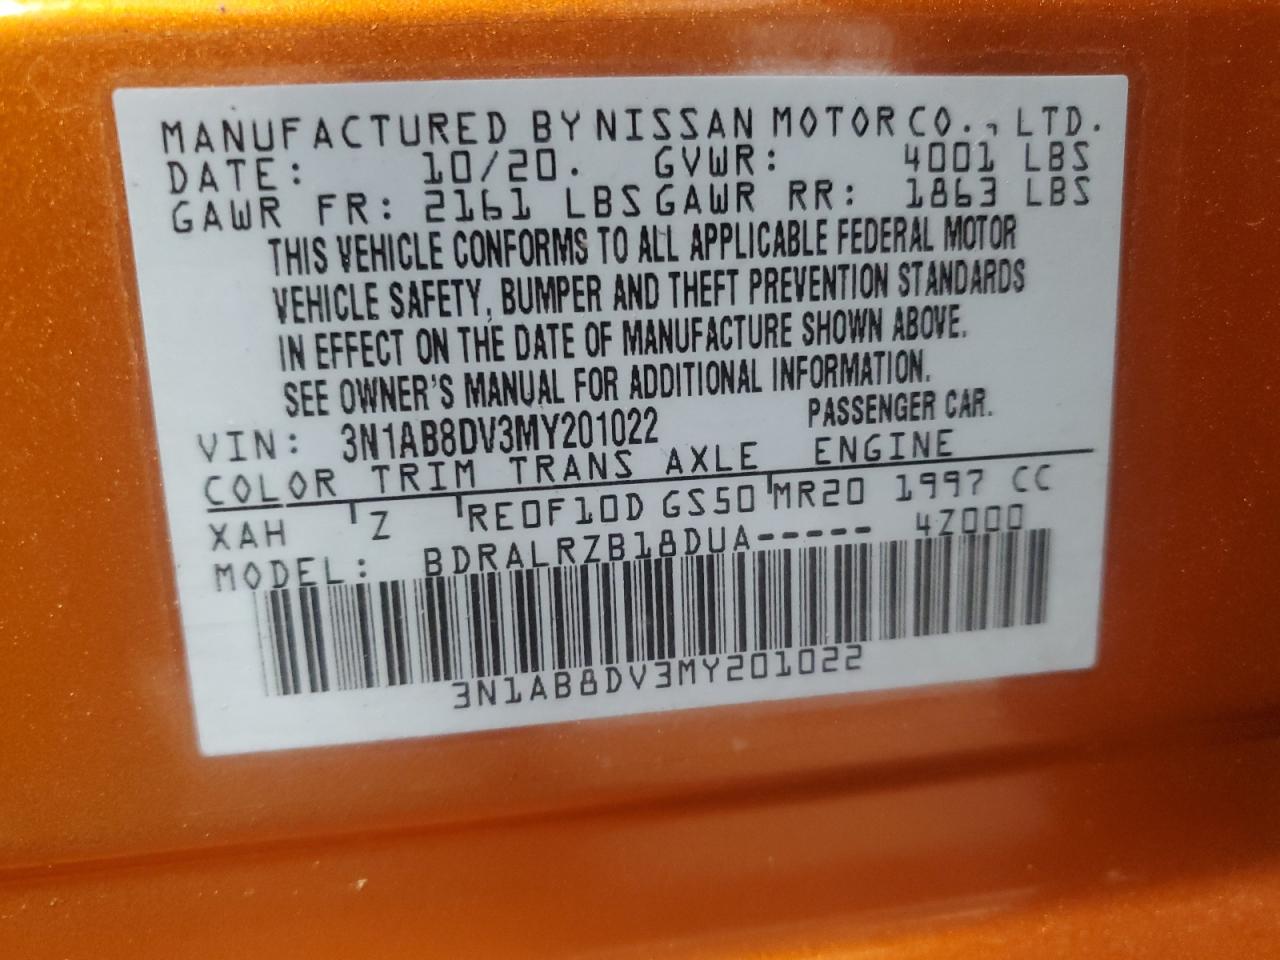 MANUFACTURED BY NISSAN MOTOR CO., LTD.
DATE: 10/20. GVWR: 4001 LBS
GAWR FR: 2161 LBS GAWR RR: 1863 LBS
THIS VEHICLE CONFORMS TO ALL APPLICABLE FEDERAL MOTOR
VEHICLE SAFETY, BUMPER AND THEFT PREVENTION STANDARDS
IN EFFECT ON THE DATE OF MANUFACTURE SHOWN ABOVE.
SEE OWNER'S MANUAL FOR ADDITIONAL INFORMATION.
VIN: 3N1AB8DV3MY201022 PASSENGER CAR.
COLOR TRIM TRANS AXLE ENGINE
XAH Z RE0F10D GS50 MR20 1997 CC
MODEL: BDRALRZB18DUA----- 4Z000
3N1AB8DV3MY201022